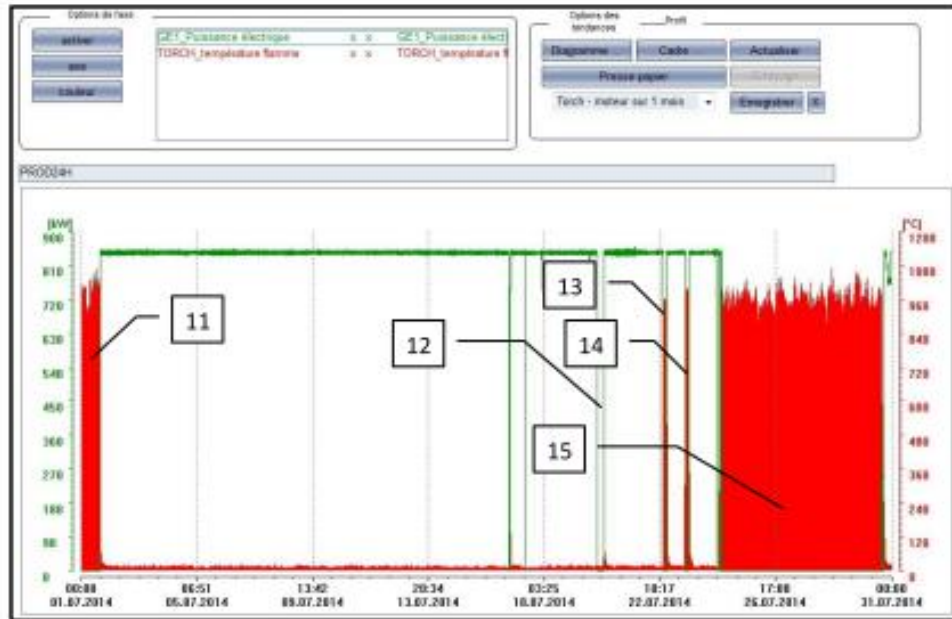 Options de l'axe
activer
axe
couleur
GE1_Puissance électrique x x GE1_Puissance élect
TORCH_température flamme x x TORCH_température f
Options des tendances
Profil
Diagramme Cadre Actualiser
Presse papier
Torch - moteur sur 1 mois Enregistrer X
PROD24H
[kW] [°C]
900 1200
810 1080
720 960
630 840
540 720
450 600
360 480
270 360
180 240
90 120
0 0
11
12
13
14
15
00:00 06:51 13:42 20:34 03:25 10:17 17:08 00:00
01.07.2014 05.07.2014 09.07.2014 13.07.2014 18.07.2014 22.07.2014 26.07.2014 31.07.2014